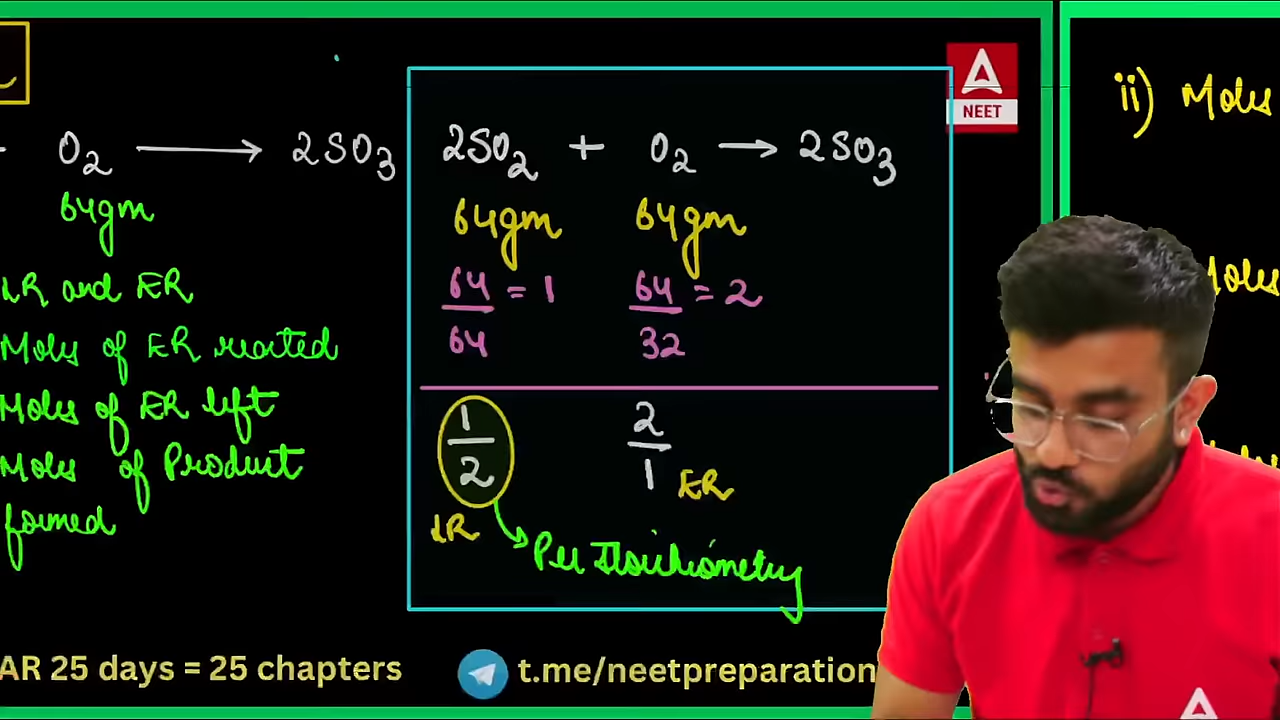 O2 → 2SO3
64gm
LR and ER
Moles of ER reacted
Moles of ER left
Moles of Product
formed
2SO2 + O2 → 2SO3
64gm 64gm
64/64 = 1 64/32 = 2
1/2 2/1 ER
LR
Per Stoichiometry
NEET
ii) Moles
Moles
AR 25 days = 25 chapters
t.me/neetpreparation